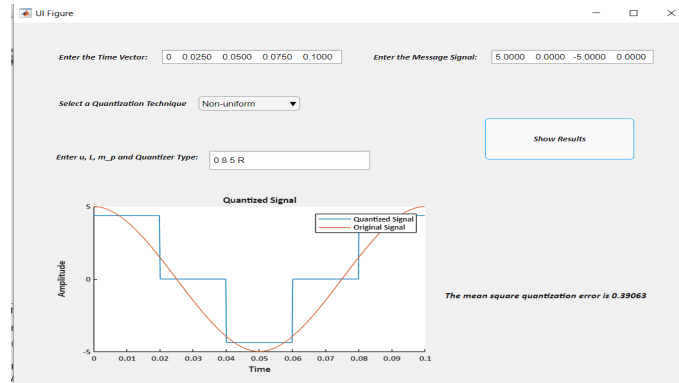 UI Figure
Enter the Time Vector: 0 0.0250 0.0500 0.0750 0.1000 Enter the Message Signal: 5.0000 0.0000 -5.0000 0.0000
Select a Quantization Technique Non-uniform
Show Results
Enter u, L, m_p and Quantizer Type: 0 8 5 R
Quantized Signal
5
Quantized Signal
Original Signal
Amplitude
0
The mean square quantization error is 0.39063
-5
0 0.01 0.02 0.03 0.04 0.05 0.06 0.07 0.08 0.09 0.1
Time